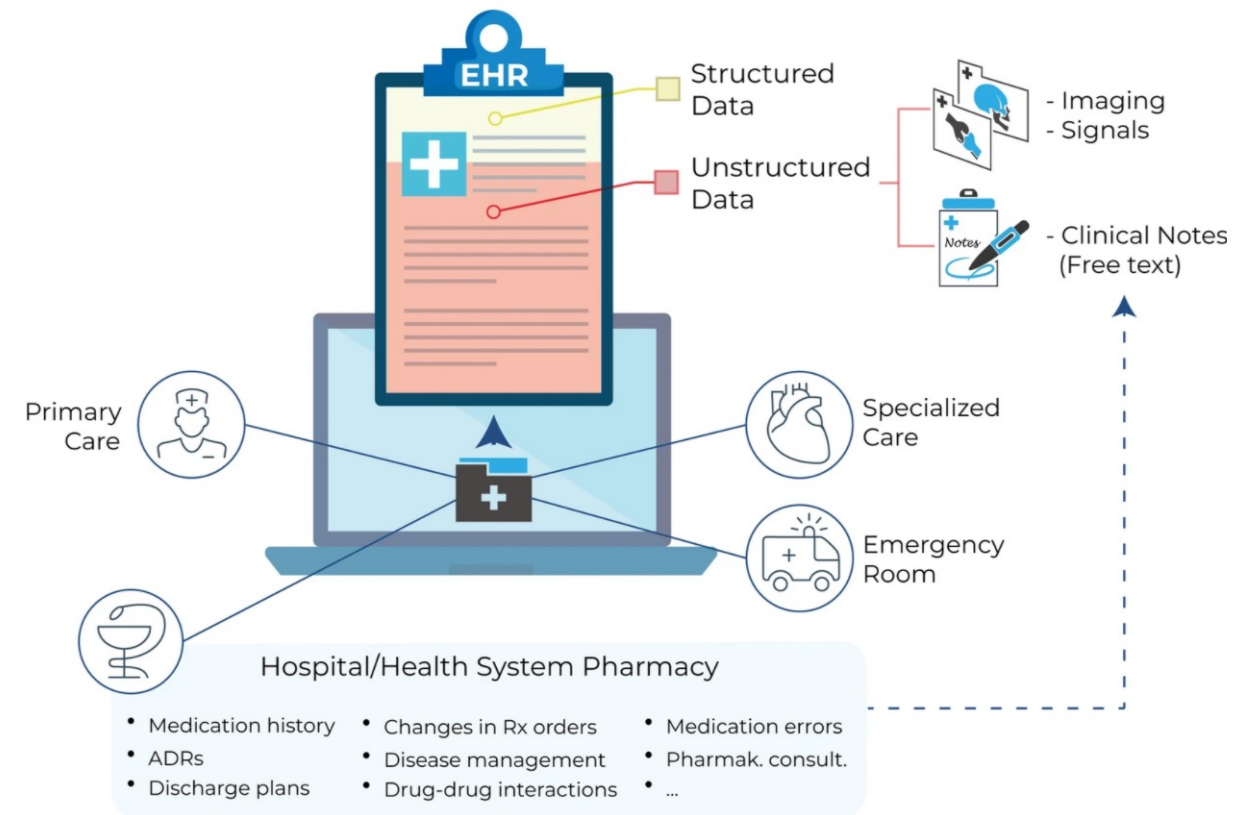 EHR
Structured
Data
Unstructured
Data
- Imaging
- Signals
Notes
- Clinical Notes
(Free text)
Primary
Care
Specialized
Care
Emergency
Room
Hospital/Health System Pharmacy
• Medication history
• ADRs
• Discharge plans
• Changes in Rx orders
• Disease management
• Drug-drug interactions
• Medication errors
• Pharmak. consult.
• ...